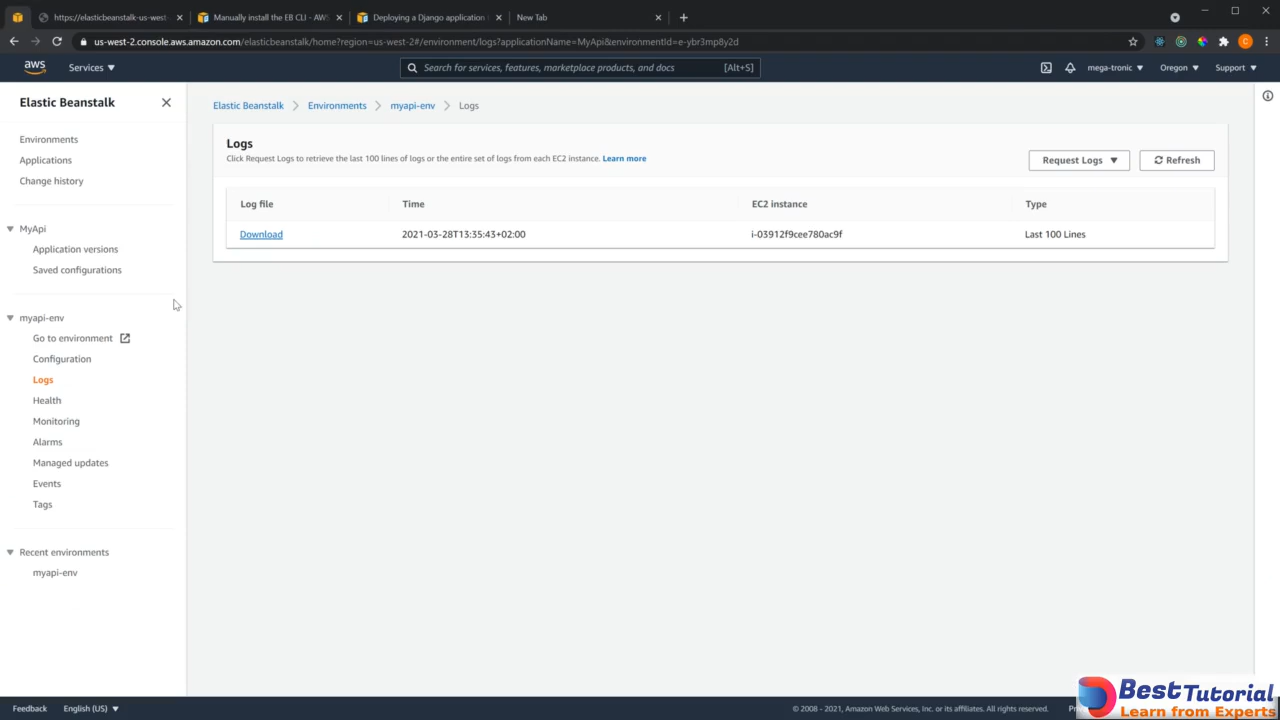 https://elasticbeanstalk-us-west-
Manually install the EB CLI - AWS
Deploying a Django application t
New Tab
us-west-2.console.aws.amazon.com/elasticbeanstalk/home?region=us-west-2#/environment/logs?applicationName=MyApi&environmentId=e-ybr3mp8y2d
aws
Services
Search for services, features, marketplace products, and docs
[Alt+S]
mega-tronic
Oregon
Support
Elastic Beanstalk
Environments
Applications
Change history
MyApi
Application versions
Saved configurations
myapi-env
Go to environment
Configuration
Logs
Health
Monitoring
Alarms
Managed updates
Events
Tags
Recent environments
myapi-env
Elastic Beanstalk > Environments > myapi-env > Logs
Logs
Click Request Logs to retrieve the last 100 lines of logs or the entire set of logs from each EC2 instance. Learn more
Request Logs
Refresh
Log file Time EC2 instance Type
Download 2021-03-28T13:35:43+02:00 i-03912f9cee780ac9f Last 100 Lines
Feedback
English (US)
© 2008 - 2021, Amazon Web Services, Inc. or its affiliates. All rights reserved.
BestTutorial
Learn from Experts